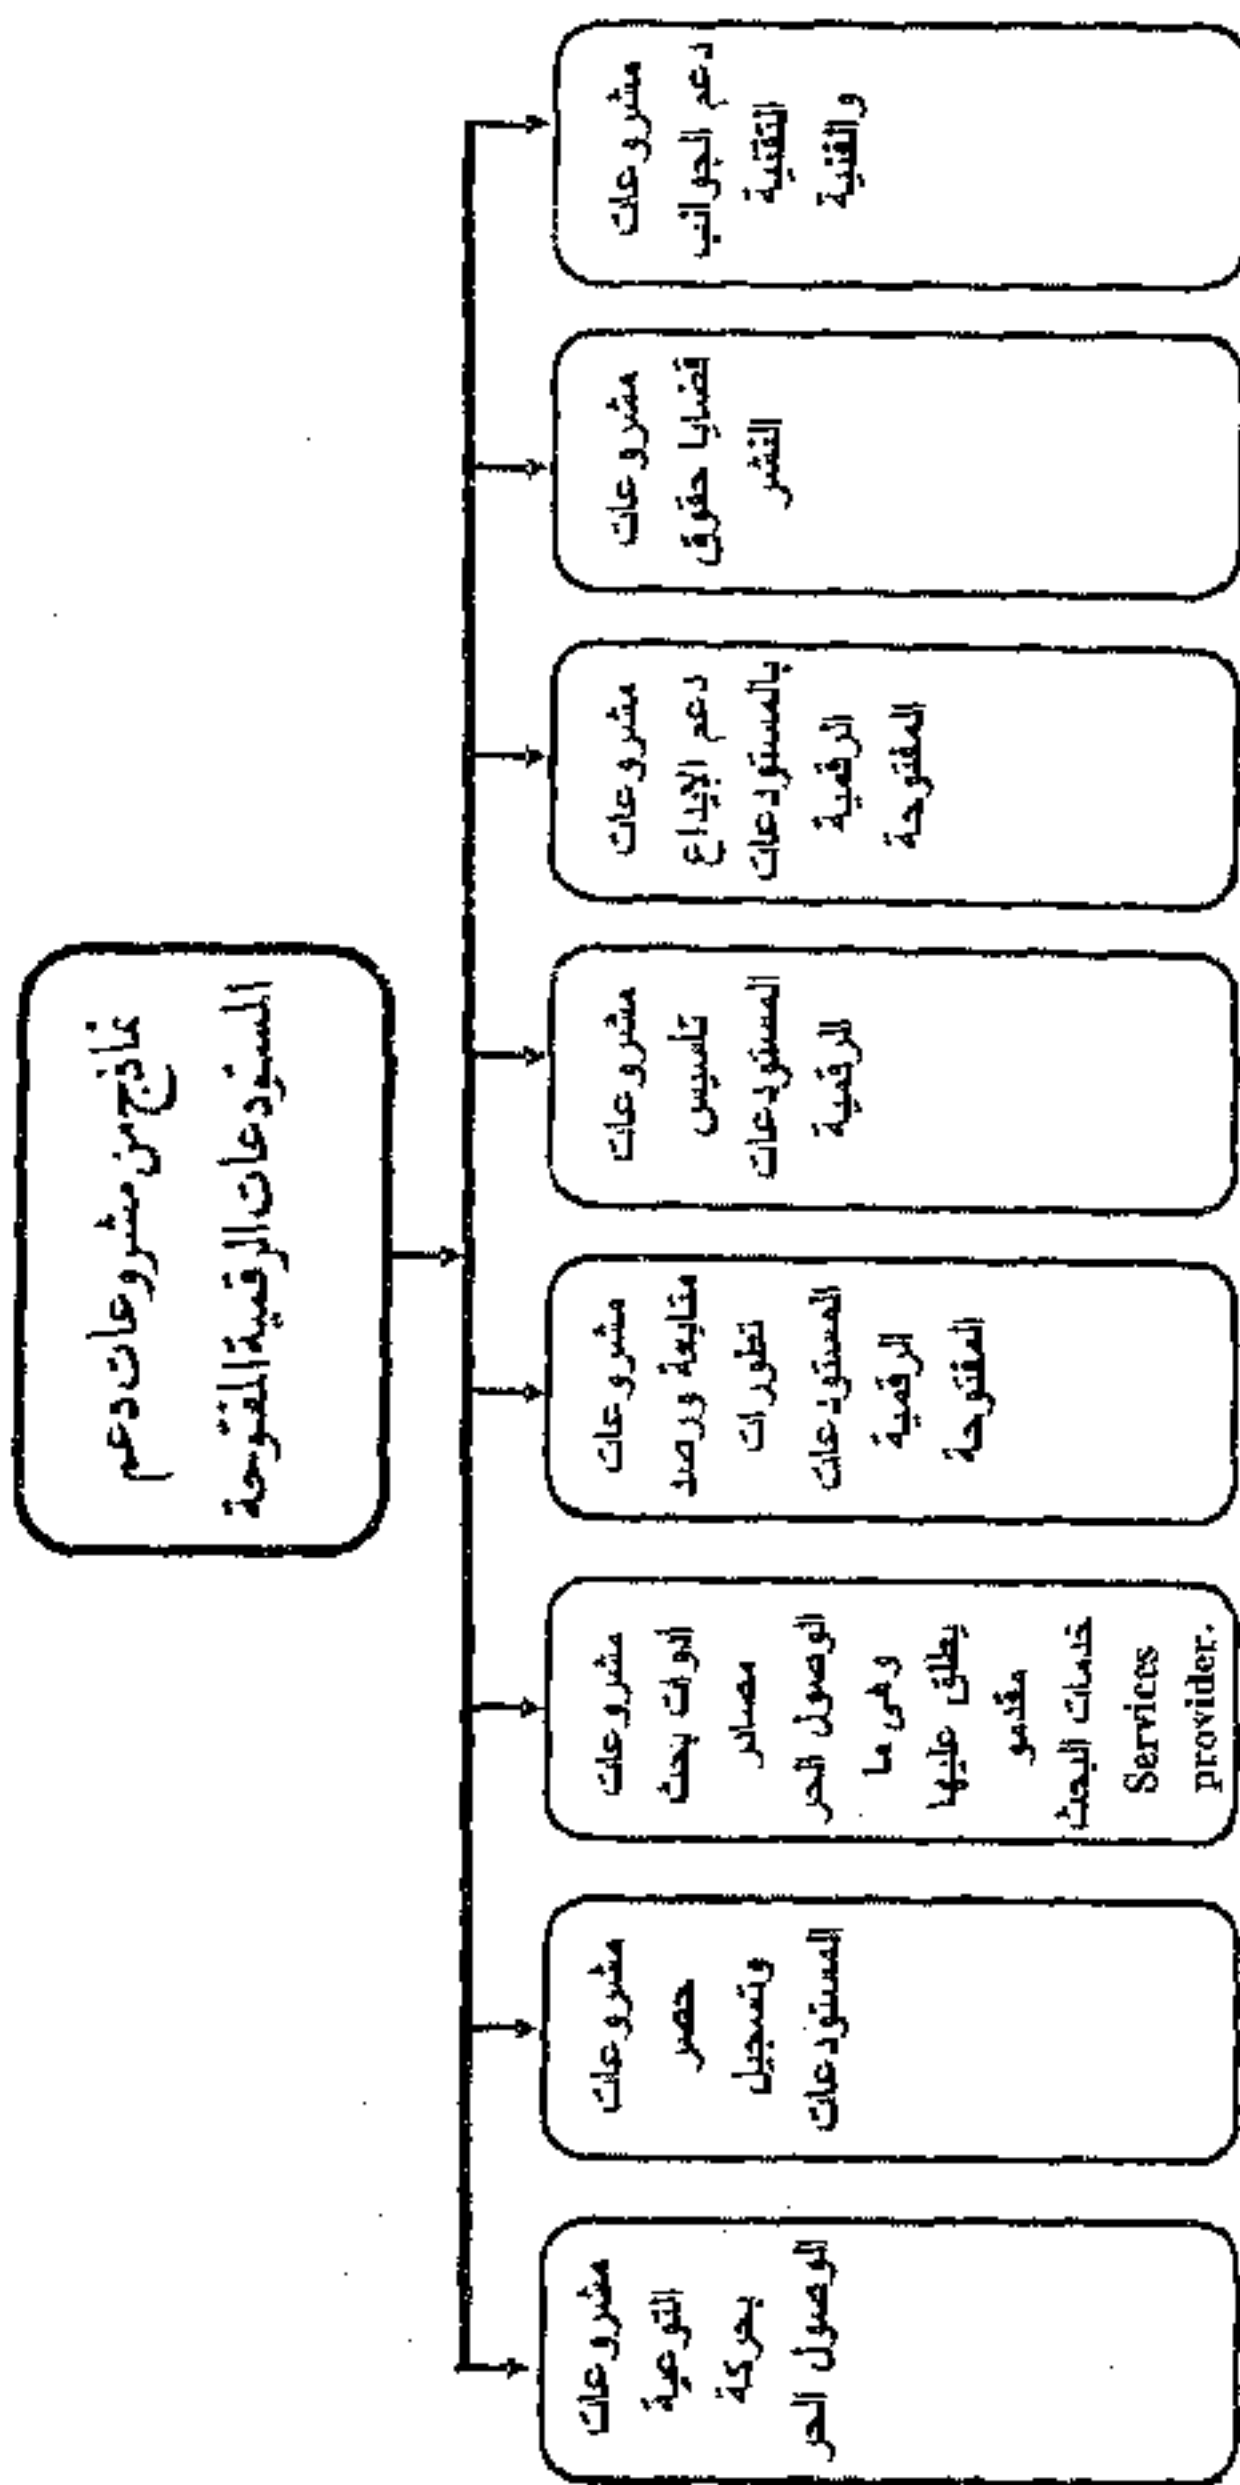 نماذج من مشروعات دعم
المستودعات الرقمية المفتوحة
مشروعات
دعم الجوانب
التقنية
والفنية
مشروعات
قضايا حقوق
النشر
مشروعات
دعم الإيداع
بالمستودعات
الرقمية
المفتوحة
مشروعات
تأسيس
المستودعات
الرقمية
مشروعات
متابعة ورصد
تطورات
المستودعات
الرقمية
المفتوحة
مشروعات
أدوات بحث
مصادر
الوصول الحر
وهى ما
يطلق عليها
مقدمو
خدمات البحث
Services
provider.
مشروعات
حصر
وتسجيل
المستودعات
مشروعات
التوعية
بحركة
الوصول الحر